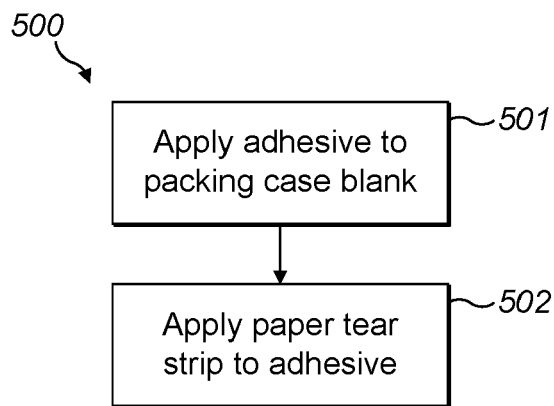 500
501
Apply adhesive to
packing case blank
502
Apply paper tear
strip to adhesive